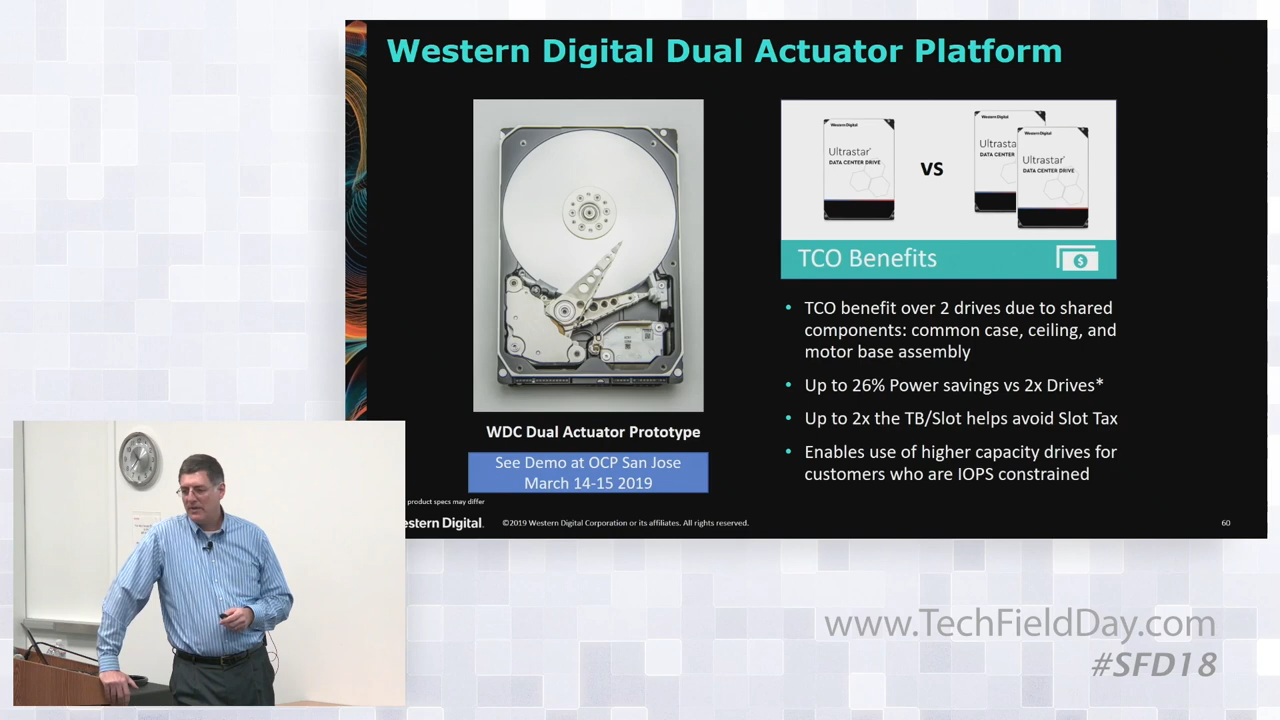 Western Digital Dual Actuator Platform
Western Digital
Ultrastar®
DATA CENTER DRIVE
VS
Western Digital
Ultrastar
DATA CENTER
Western Digital
Ultrastar®
DATA CENTER DRIVE
TCO Benefits
$
• TCO benefit over 2 drives due to shared
components: common case, ceiling, and
motor base assembly
• Up to 26% Power savings vs 2x Drives*
• Up to 2x the TB/Slot helps avoid Slot Tax
• Enables use of higher capacity drives for
customers who are IOPS constrained
WDC Dual Actuator Prototype
See Demo at OCP San Jose
March 14-15 2019
product specs may differ
estern Digital.
©2019 Western Digital Corporation or its affiliates. All rights reserved.
60
www.TechFieldDay.com
#SFD18